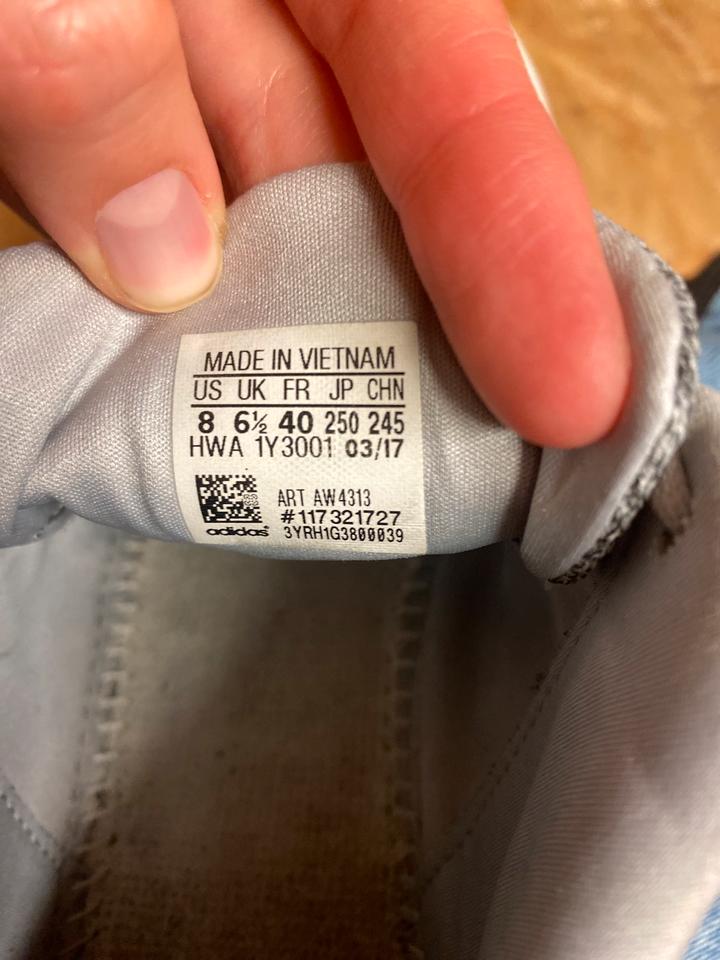 MADE IN VIETNAM
US UK FR JP CHN
8 6½ 40 250 245
HWA 1Y3001 03/17
ART AW4313
#117321727
adidas 3YRH1G3800039